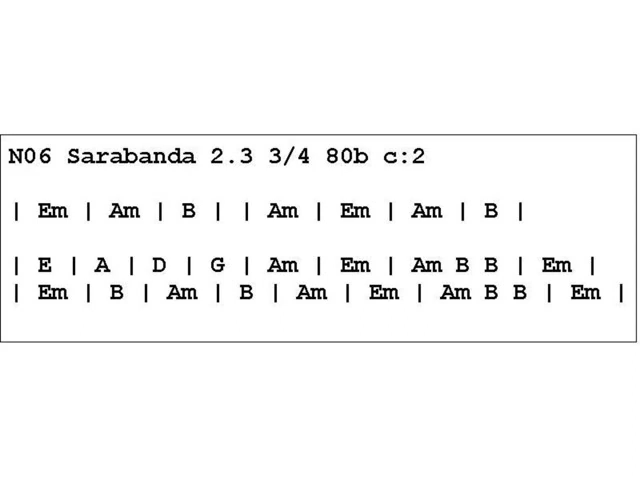 N06 Sarabanda 2.3 3/4 80b c:2
| Em | Am | B | | Am | Em | Am | B |
| E | A | D | G | Am | Em | Am B B | Em |
| Em | B | Am | B | Am | Em | Am B B | Em |